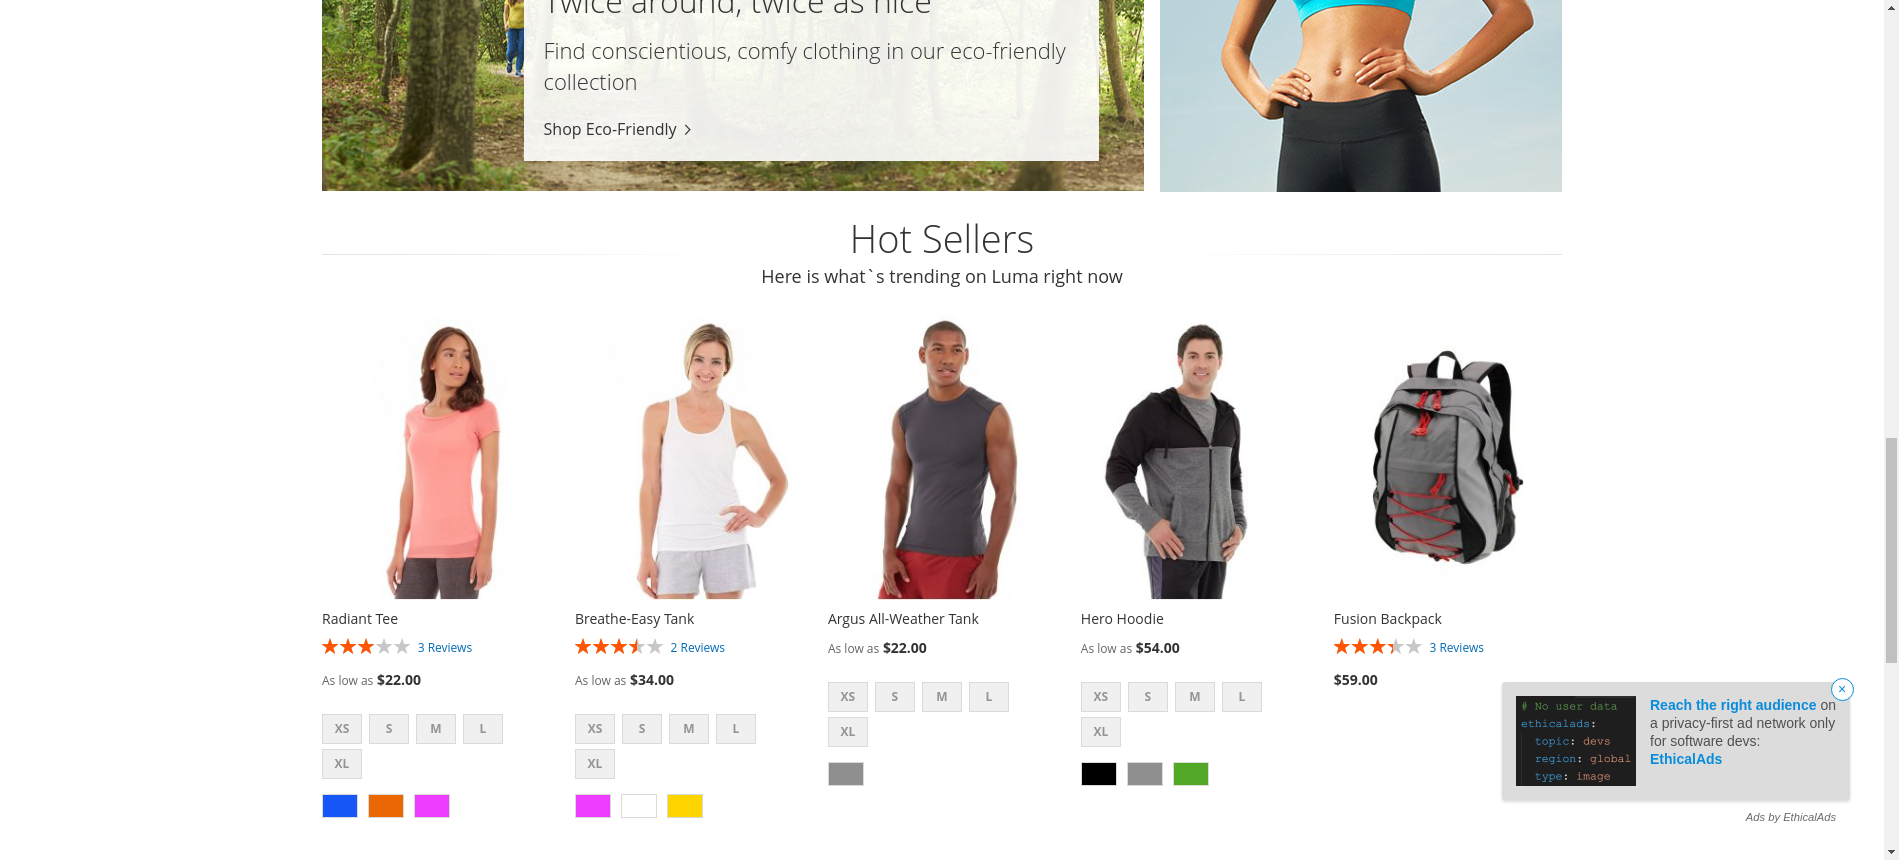 Twice around, twice as nice
Find conscientious, comfy clothing in our eco-friendly
collection
Shop Eco-Friendly
Hot Sellers
Here is what`s trending on Luma right now
Radiant Tee
3 Reviews
As low as $22.00
XS S M L
XL
Breathe-Easy Tank
2 Reviews
As low as $34.00
XS S M L
XL
Argus All-Weather Tank
As low as $22.00
XS S M L
XL
Hero Hoodie
As low as $54.00
XS S M L
XL
Fusion Backpack
3 Reviews
$59.00
# No user data
ethicalads:
topic: devs
region: global
type: image
Reach the right audience on
a privacy-first ad network only
for software devs:
EthicalAds
×
Ads by EthicalAds